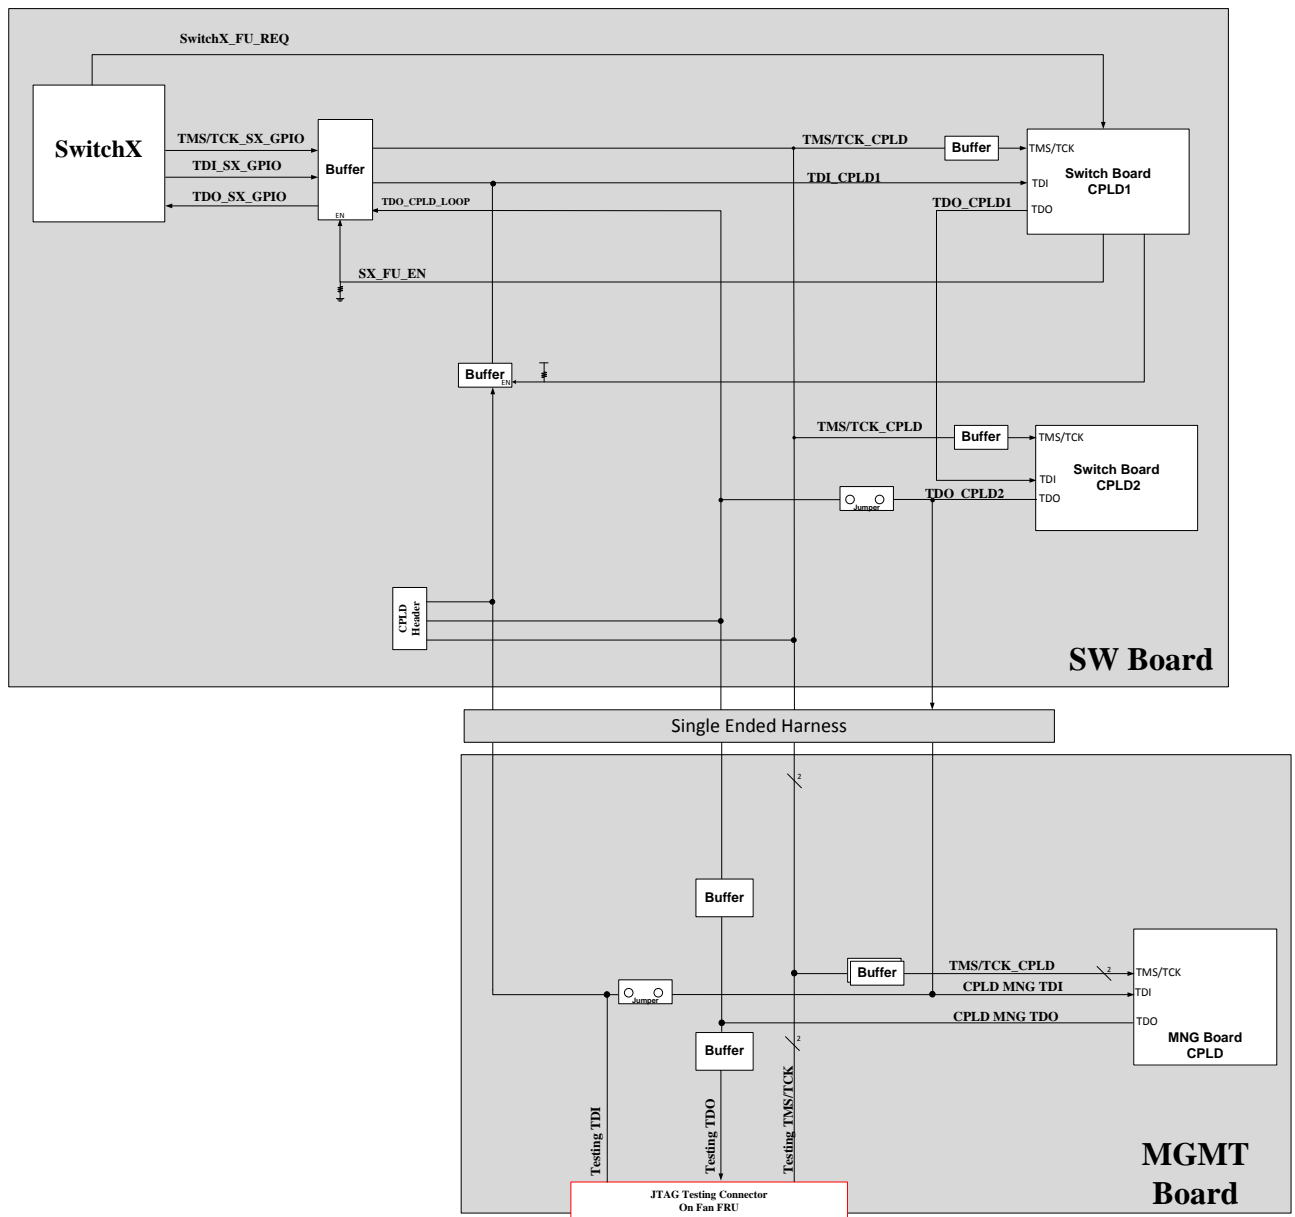 SwitchX_FU_REQ
SwitchX
TMS/TCK_SX_GPIO
TDI_SX_GPIO
TDO_SX_GPIO
Buffer
EN
TDO_CPLD_LOOP
SX_FU_EN
TMS/TCK_CPLD
Buffer
TDI_CPLD1
TDO_CPLD1
TMS/TCK
Switch Board
CPLD1
TDI
TDO
Buffer
EN
TMS/TCK_CPLD
Buffer
TMS/TCK
Switch Board
CPLD2
TDI
TDO
TDO_CPLD2
Jumper
CPLD
Header
SW Board
Single Ended Harness
2
Buffer
Buffer
TMS/TCK_CPLD
2
TMS/TCK
Jumper
CPLD MNG TDI
TDI
CPLD MNG TDO
TDO
MNG Board
CPLD
Buffer
2
Testing TDI
Testing TDO
Testing TMS/TCK
MGMT
Board
JTAG Testing Connector
On Fan FRU